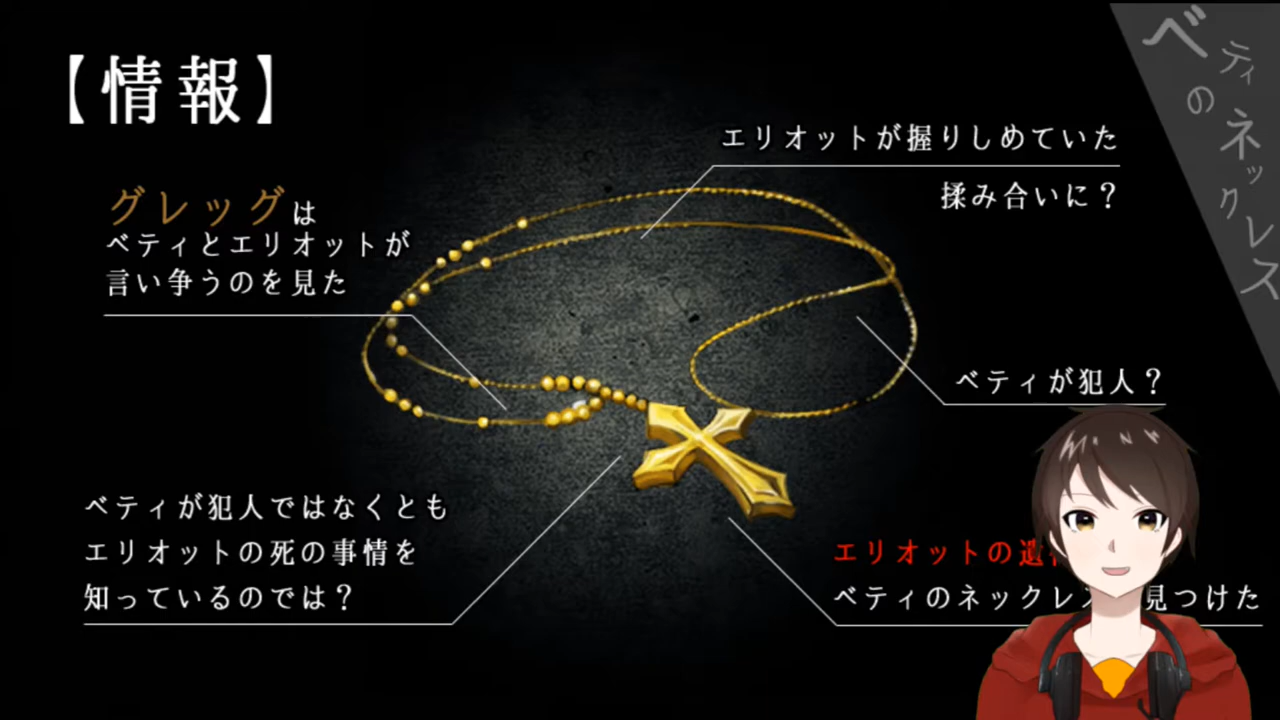 【情報】
ベティのネックレス
エリオットが握りしめていた
揉み合いに？
グレッグは
ベティとエリオットが
言い争うのを見た
ベティが犯人？
ベティが犯人ではなくとも
エリオットの死の事情を
知っているのでは？
エリオットの
ベティのネックレス 見つけた